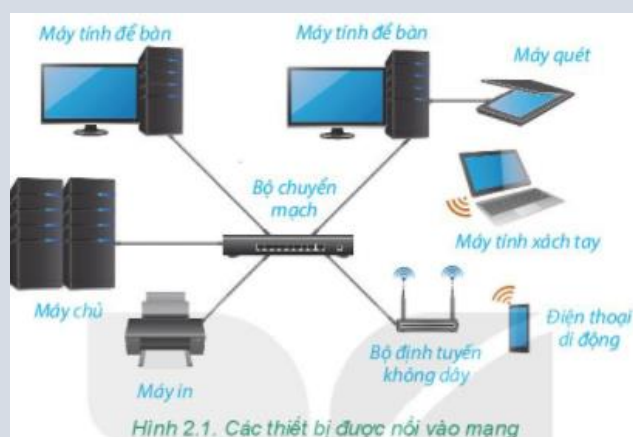 Máy tính để bàn
Máy tính để bàn
Máy quét
Bộ chuyển
mạch
Máy tính xách tay
Máy chủ
Điện thoại
di động
Bộ định tuyến
không dây
Máy in
Hình 2.1. Các thiết bị được nối vào mạng